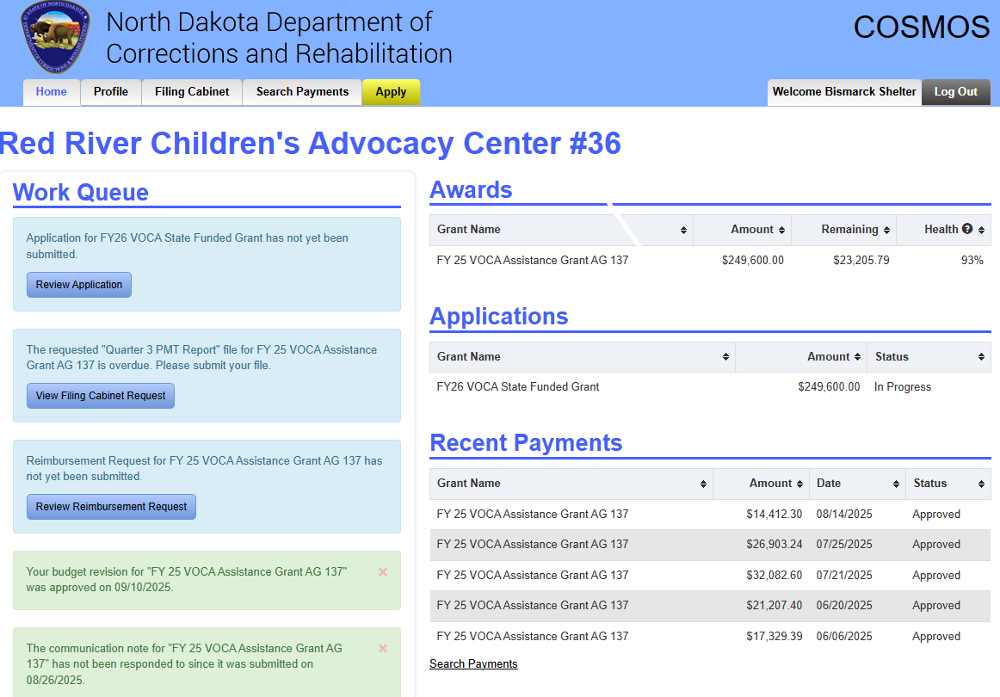 North Dakota Department of
Corrections and Rehabilitation
COSMOS
Home Profile Filing Cabinet Search Payments Apply
Welcome Bismarck Shelter Log Out
Red River Children's Advocacy Center #36
Work Queue
Application for FY26 VOCA State Funded Grant has not yet been
submitted.
Review Application
The requested "Quarter 3 PMT Report" file for FY 25 VOCA Assistance
Grant AG 137 is overdue. Please submit your file.
View Filing Cabinet Request
Reimbursement Request for FY 25 VOCA Assistance Grant AG 137 has
not yet been submitted.
Review Reimbursement Request
Your budget revision for "FY 25 VOCA Assistance Grant AG 137"
was approved on 09/10/2025.
The communication note for "FY 25 VOCA Assistance Grant AG
137" has not been responded to since it was submitted on
08/26/2025.
Awards
Grant Name Amount Remaining Health
FY 25 VOCA Assistance Grant AG 137 $249,600.00 $23,205.79 93%
Applications
Grant Name Amount Status
FY26 VOCA State Funded Grant $249,600.00 In Progress
Recent Payments
Grant Name Amount Date Status
FY 25 VOCA Assistance Grant AG 137 $14,412.30 08/14/2025 Approved
FY 25 VOCA Assistance Grant AG 137 $26,903.24 07/25/2025 Approved
FY 25 VOCA Assistance Grant AG 137 $32,082.60 07/21/2025 Approved
FY 25 VOCA Assistance Grant AG 137 $21,207.40 06/20/2025 Approved
FY 25 VOCA Assistance Grant AG 137 $17,329.39 06/06/2025 Approved
Search Payments